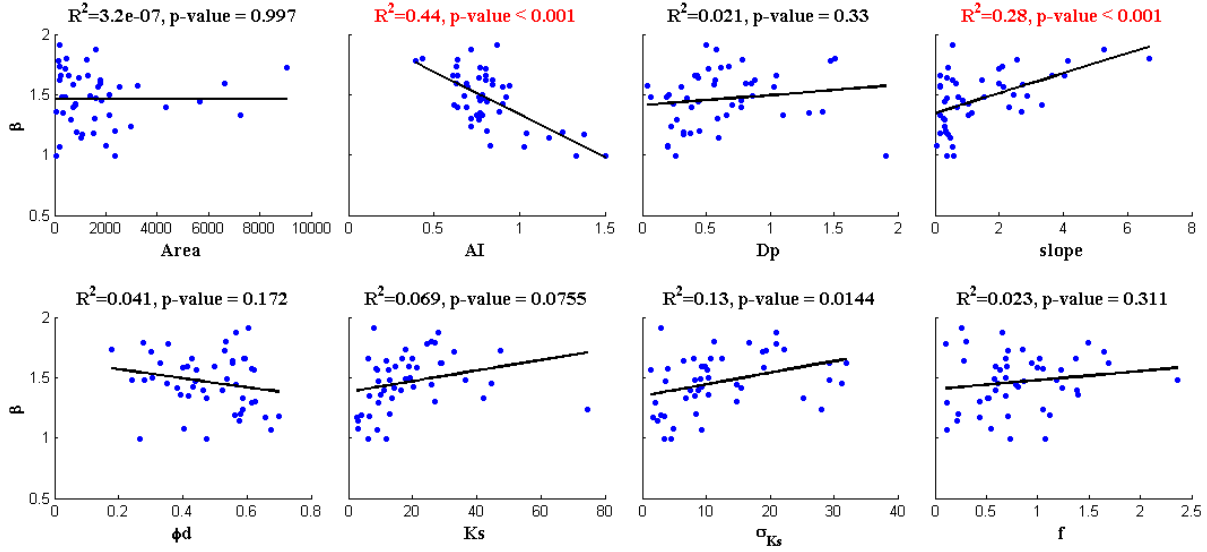 R²=3.2e-07, p-value = 0.997
R²=0.44, p-value < 0.001
R²=0.021, p-value = 0.33
R²=0.28, p-value < 0.001
2
1.5
1
0.5
β
0 2000 4000 6000 8000 10000
Area
0 0.5 1 1.5
AI
0 0.5 1 1.5 2
Dp
0 2 4 6 8
slope
R²=0.041, p-value = 0.172
R²=0.069, p-value = 0.0755
R²=0.13, p-value = 0.0144
R²=0.023, p-value = 0.311
2
1.5
1
0.5
β
0 0.2 0.4 0.6 0.8
ϕd
0 20 40 60 80
Ks
0 10 20 30 40
σKs
0 0.5 1 1.5 2 2.5
f